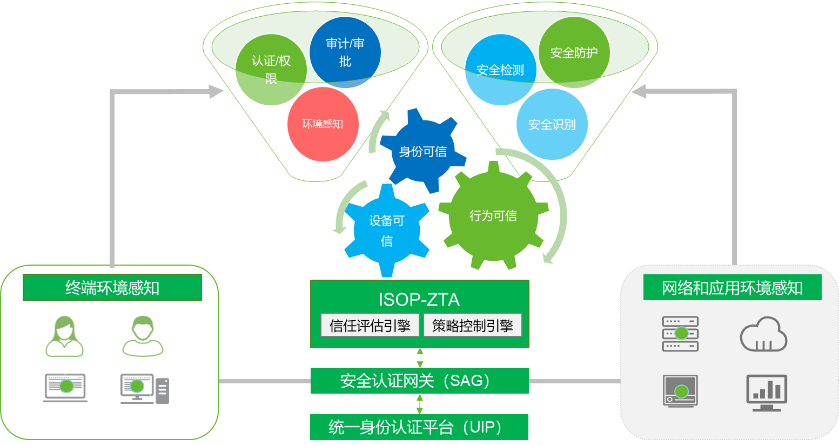 认证/权
限
审计/审
批
环境感知
安全检测
安全防护
安全识别
身份可信
设备可
信
行为可信
终端环境感知
ISOP-ZTA
信任评估引擎
策略控制引擎
安全认证网关（SAG）
统一身份认证平台（UIP）
网络和应用环境感知